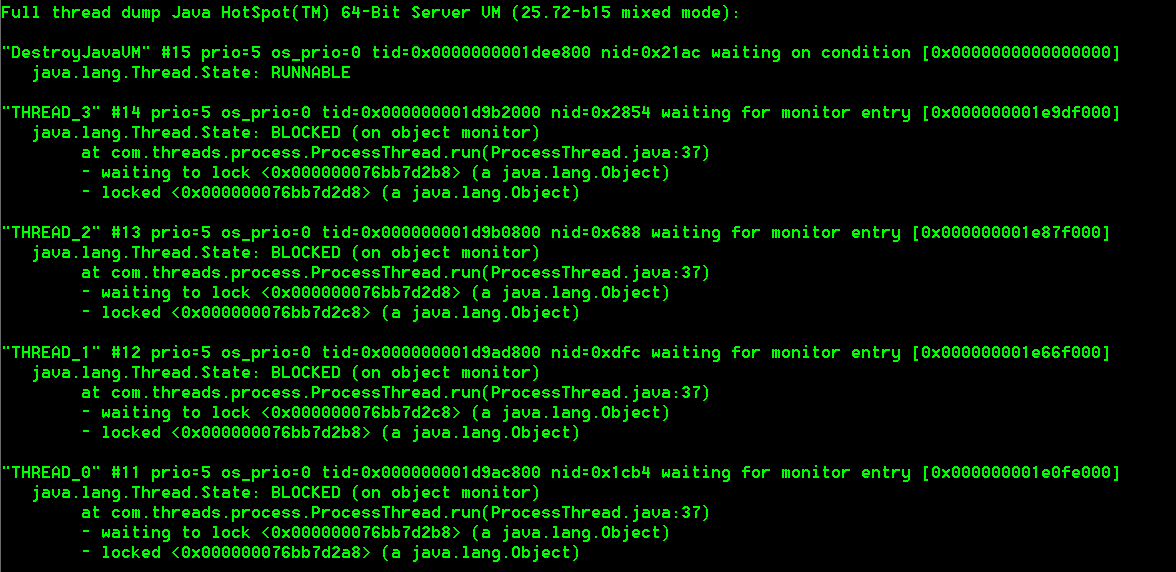 Full thread dump Java HotSpot(TM) 64-Bit Server VM (25.72-b15 mixed mode):
"DestroyJavaVM" #15 prio=5 os_prio=0 tid=0x0000000001dee800 nid=0x21ac waiting on condition [0x0000000000000000]
java.lang.Thread.State: RUNNABLE
"THREAD_3" #14 prio=5 os_prio=0 tid=0x000000001d9b2000 nid=0x2854 waiting for monitor entry [0x000000001e9df000]
java.lang.Thread.State: BLOCKED (on object monitor)
at com.threads.process.ProcessThread.run(ProcessThread.java:37)
- waiting to lock <0x000000076bb7d2b8> (a java.lang.Object)
- locked <0x000000076bb7d2d8> (a java.lang.Object)
"THREAD_2" #13 prio=5 os_prio=0 tid=0x000000001d9b0800 nid=0x688 waiting for monitor entry [0x000000001e87f000]
java.lang.Thread.State: BLOCKED (on object monitor)
at com.threads.process.ProcessThread.run(ProcessThread.java:37)
- waiting to lock <0x000000076bb7d2d8> (a java.lang.Object)
- locked <0x000000076bb7d2c8> (a java.lang.Object)
"THREAD_1" #12 prio=5 os_prio=0 tid=0x000000001d9ad800 nid=0xdfc waiting for monitor entry [0x000000001e66f000]
java.lang.Thread.State: BLOCKED (on object monitor)
at com.threads.process.ProcessThread.run(ProcessThread.java:37)
- waiting to lock <0x000000076bb7d2c8> (a java.lang.Object)
- locked <0x000000076bb7d2b8> (a java.lang.Object)
"THREAD_0" #11 prio=5 os_prio=0 tid=0x000000001d9ac800 nid=0x1cb4 waiting for monitor entry [0x000000001e0fe000]
java.lang.Thread.State: BLOCKED (on object monitor)
at com.threads.process.ProcessThread.run(ProcessThread.java:37)
- waiting to lock <0x000000076bb7d2b8> (a java.lang.Object)
- locked <0x000000076bb7d2a8> (a java.lang.Object)